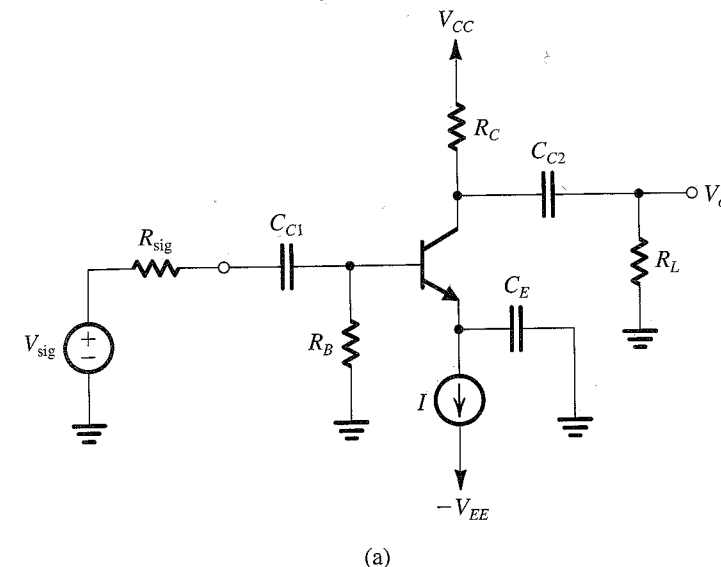 V_CC
R_C
C_C2
V_o
R_sig
C_C1
R_L
C_E
V_sig
+
−
R_B
I
−V_EE
(a)